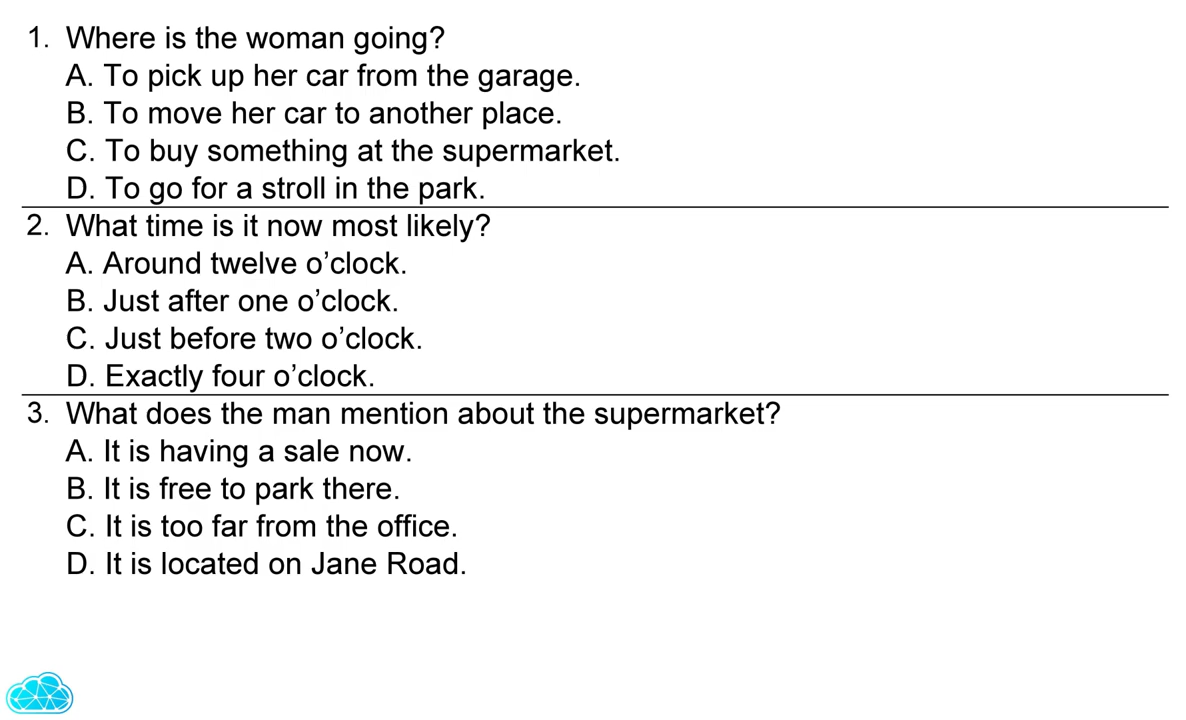 1. Where is the woman going?
A. To pick up her car from the garage.
B. To move her car to another place.
C. To buy something at the supermarket.
D. To go for a stroll in the park.
2. What time is it now most likely?
A. Around twelve o’clock.
B. Just after one o’clock.
C. Just before two o’clock.
D. Exactly four o’clock.
3. What does the man mention about the supermarket?
A. It is having a sale now.
B. It is free to park there.
C. It is too far from the office.
D. It is located on Jane Road.